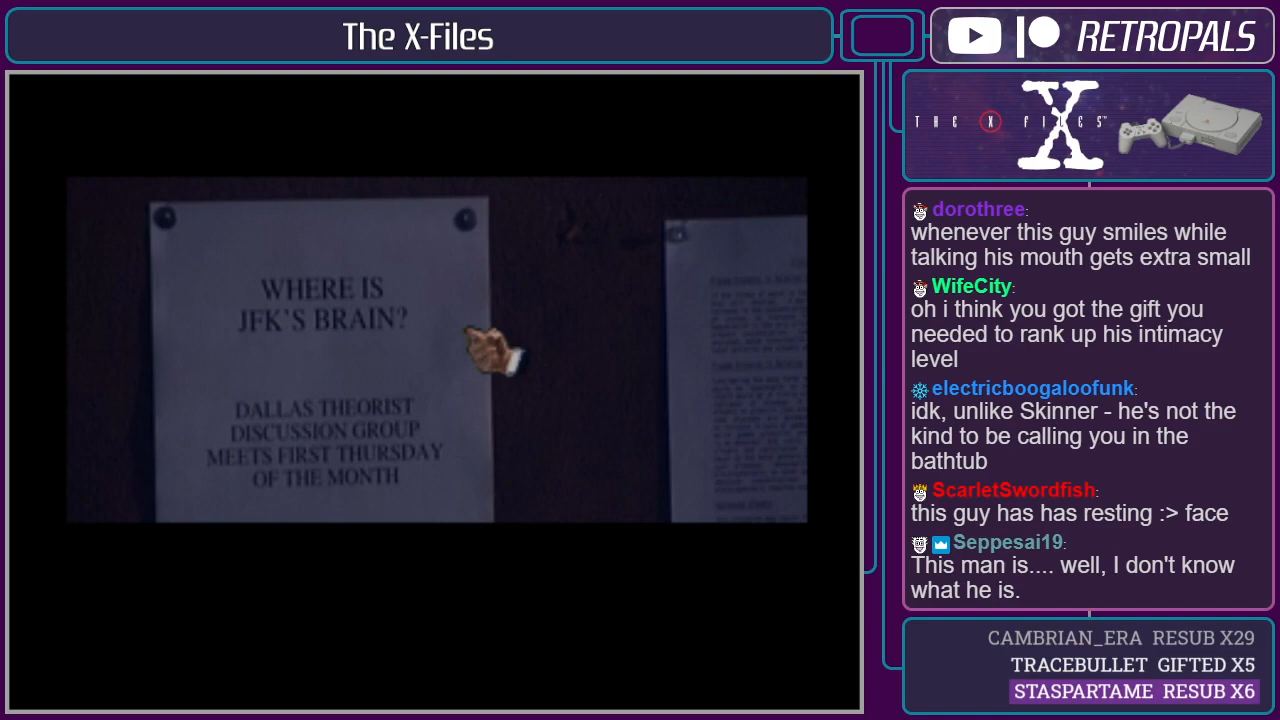 The X-Files
RETROPALS
THE X FILES™
WHERE IS
JFK'S BRAIN?
DALLAS THEORIST
DISCUSSION GROUP
MEETS FIRST THURSDAY
OF THE MONTH
dorothree:
whenever this guy smiles while
talking his mouth gets extra small
WifeCity:
oh i think you got the gift you
needed to rank up his intimacy
level
electricboogaloofunk:
idk, unlike Skinner - he's not the
kind to be calling you in the
bathtub
ScarletSwordfish:
this guy has has resting :> face
Seppesai19:
This man is.... well, I don't know
what he is.
CAMBRIAN_ERA RESUB X29
TRACEBULLET GIFTED X5
STASPARTAME RESUB X6